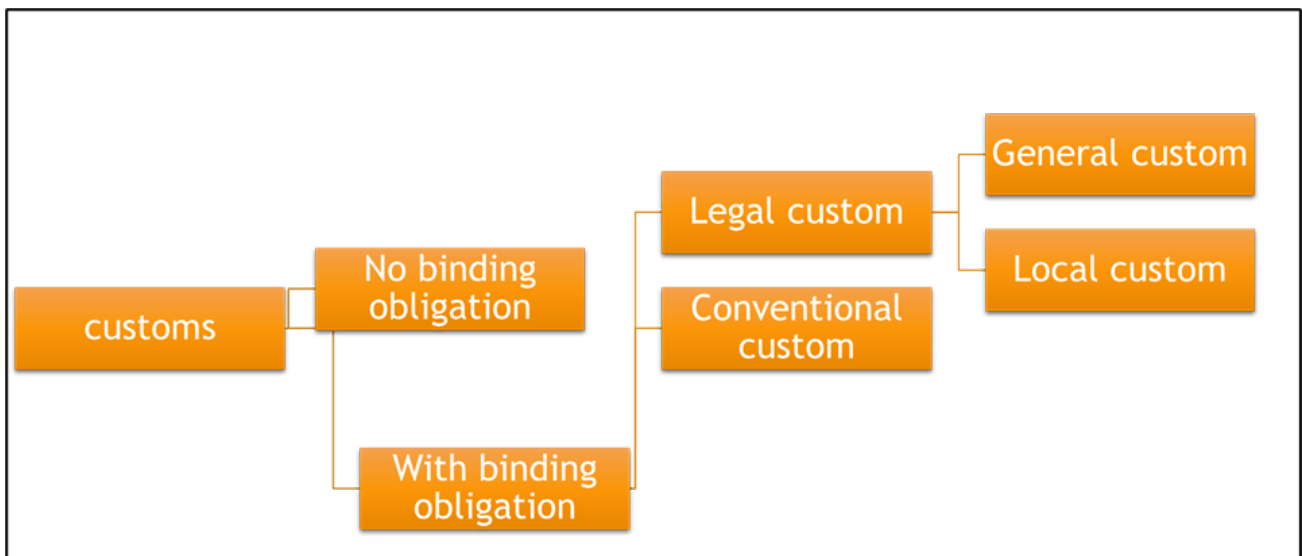 customs
No binding
obligation
With binding
obligation
Legal custom
Conventional
custom
General custom
Local custom